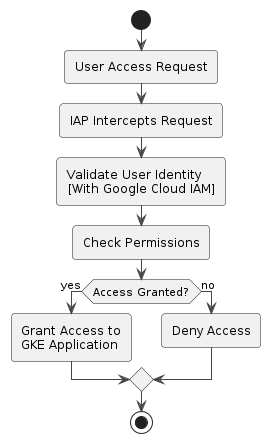 User Access Request
IAP Intercepts Request
Validate User Identity
[With Google Cloud IAM]
Check Permissions
Access Granted?
yes
no
Grant Access to
GKE Application
Deny Access